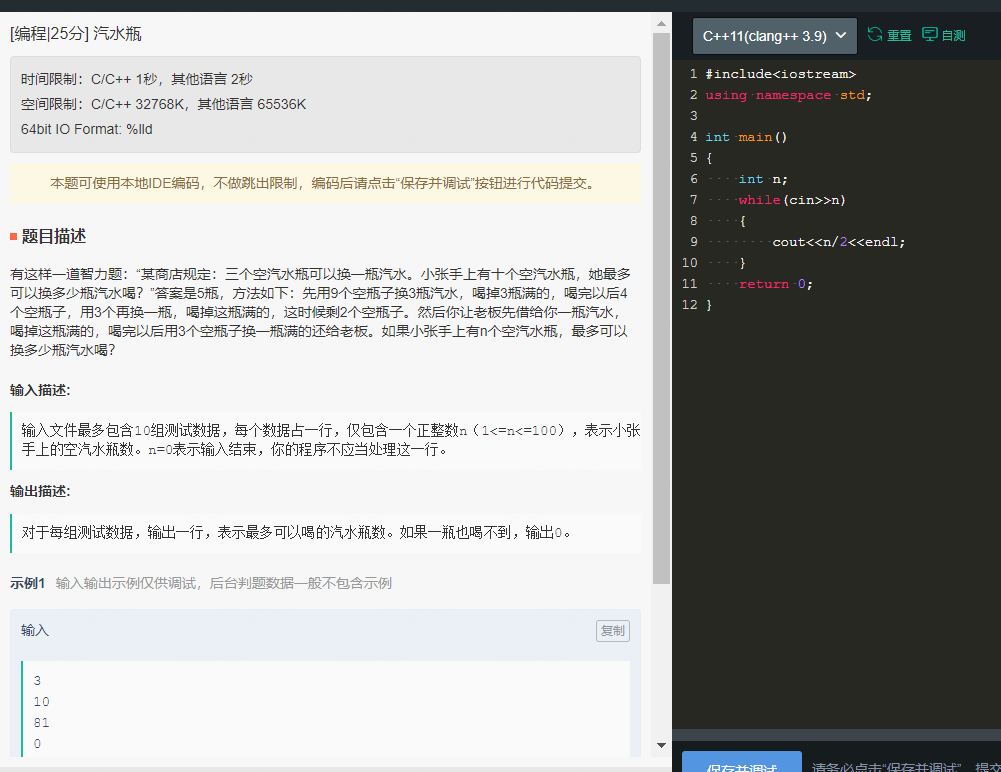 [编程|25分] 汽水瓶
时间限制：C/C++ 1秒，其他语言 2秒
空间限制：C/C++ 32768K，其他语言 65536K
64bit IO Format: %lld
本题可使用本地IDE编码，不做跳出限制，编码后请点击“保存并调试”按钮进行代码提交。
题目描述
有这样一道智力题：“某商店规定：三个空汽水瓶可以换一瓶汽水。小张手上有十个空汽水瓶，她最多
可以换多少瓶汽水喝？”答案是5瓶，方法如下：先用9个空瓶子换3瓶汽水，喝掉3瓶满的，喝完以后4
个空瓶子，用3个再换一瓶，喝掉这瓶满的，这时候剩2个空瓶子。然后你让老板先借给你一瓶汽水，
喝掉这瓶满的，喝完以后用3个空瓶子换一瓶满的还给老板。如果小张手上有n个空汽水瓶，最多可以
换多少瓶汽水喝？
输入描述:
输入文件最多包含10组测试数据，每个数据占一行，仅包含一个正整数n（1<=n<=100），表示小张
手上的空汽水瓶数。n=0表示输入结束，你的程序不应当处理这一行。
输出描述:
对于每组测试数据，输出一行，表示最多可以喝的汽水瓶数。如果一瓶也喝不到，输出0。
示例1 输入输出示例仅供调试，后台判题数据一般不包含示例
输入 复制
3
10
81
0
C++11(clang++ 3.9) 重置 自测
1 #include<iostream>
2 using namespace std;
3
4 int main()
5 {
6 int n;
7 while(cin>>n)
8 {
9 cout<<n/2<<endl;
10 }
11 return 0;
12 }
保存并调试 请务必点击“保存并调试”，提交